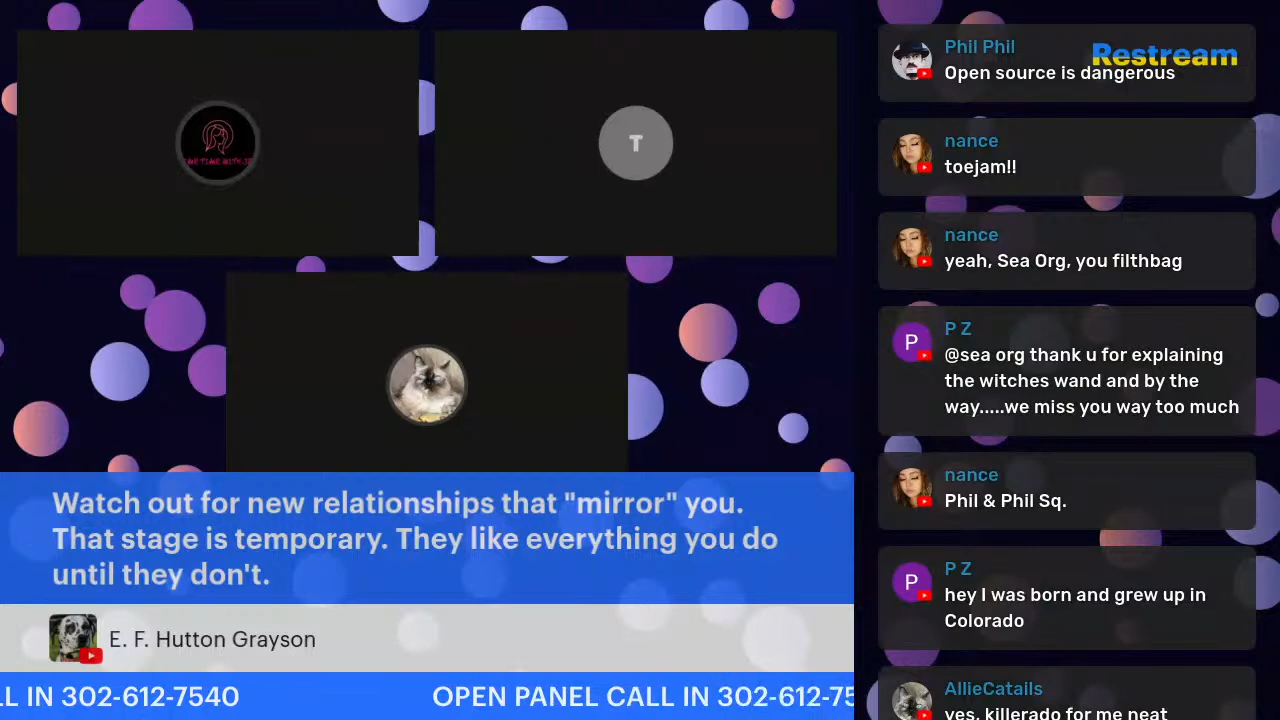 T
Watch out for new relationships that "mirror" you.
That stage is temporary. They like everything you do
until they don't.
E. F. Hutton Grayson
LL IN 302-612-7540
OPEN PANEL CALL IN 302-612-75
Restream
Phil Phil
Open source is dangerous
nance
toejam!!
nance
yeah, Sea Org, you filthbag
P
P Z
@sea org thank u for explaining
the witches wand and by the
way.....we miss you way too much
nance
Phil & Phil Sq.
P
P Z
hey I was born and grew up in
Colorado
AllieCatails
yes. killerado for me neat